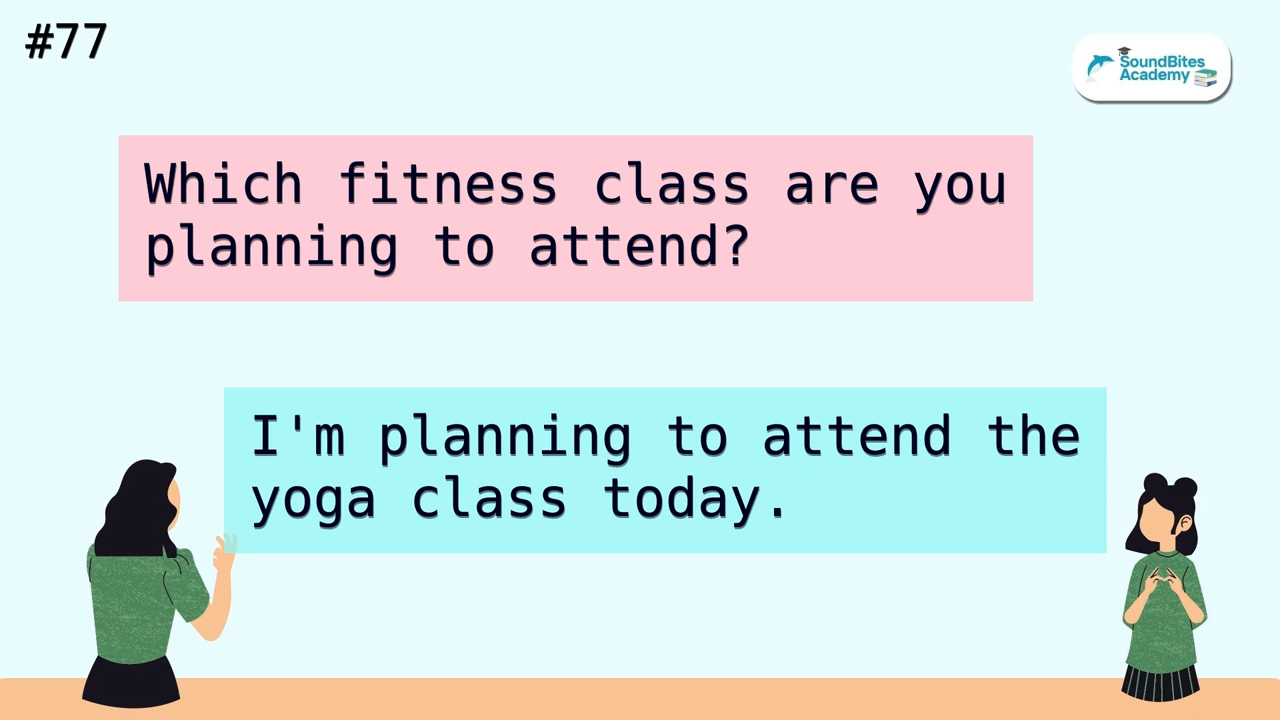 #77
SoundBites
Academy
Which fitness class are you
planning to attend?
I'm planning to attend the
yoga class today.